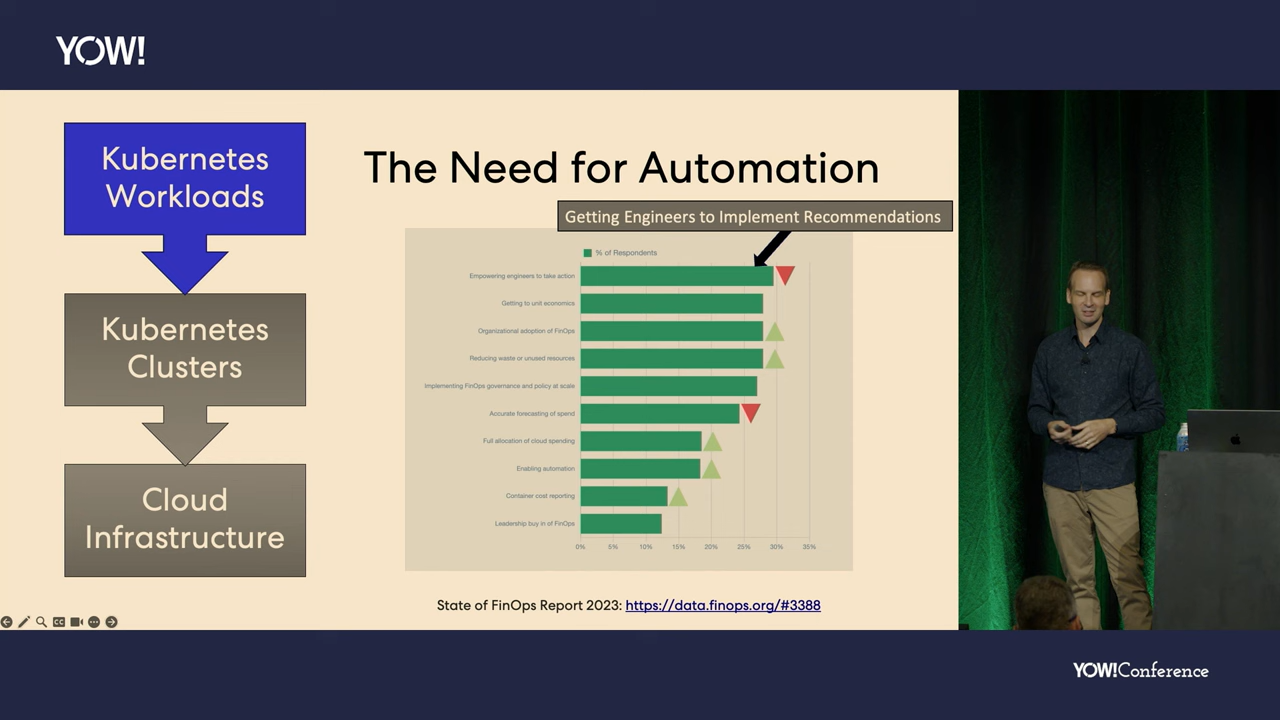 YOW!
Kubernetes
Workloads
Kubernetes
Clusters
Cloud
Infrastructure
The Need for Automation
Getting Engineers to Implement Recommendations
% of Respondents
Empowering engineers to take action
Getting to unit economics
Organizational adoption of FinOps
Reducing waste or unused resources
Implementing FinOps governance and policy at scale
Accurate forecasting of spend
Full allocation of cloud spending
Enabling automation
Container cost reporting
Leadership buy in of FinOps
0% 5% 10% 15% 20% 25% 30% 35%
State of FinOps Report 2023: https://data.finops.org/#3388
CC
YOW!Conference